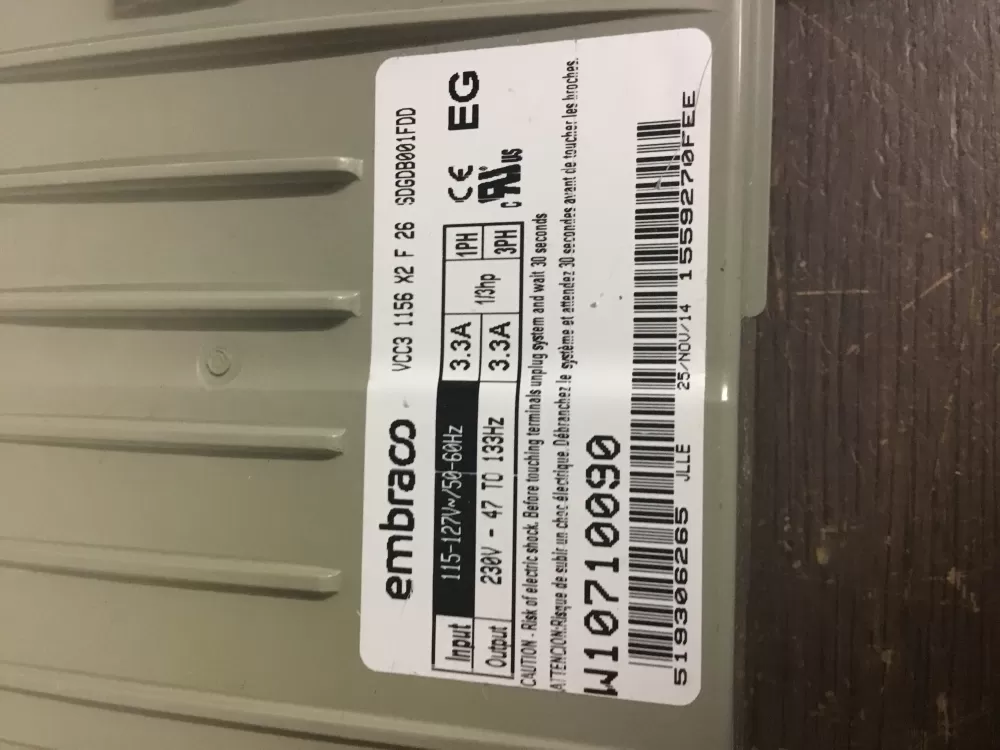 embraco VCC3 1156 X2 F 26 SDGDB001FDD
Input 115-127V~/50-60Hz 3.3A 1/3hp 1PH
Output 230V - 47 TO 133Hz 3.3A 3PH
CE EG
c us
CAUTION - Risk of electric shock. Before touching terminals unplug system and wait 30 seconds
ATTENCION:Risque de subir un choc électrique. Débranchez le système et attendez 30 secondes avant de toucher les broches.
W10710090
519306265 JLLE 25/NOV/14 1559270FEE